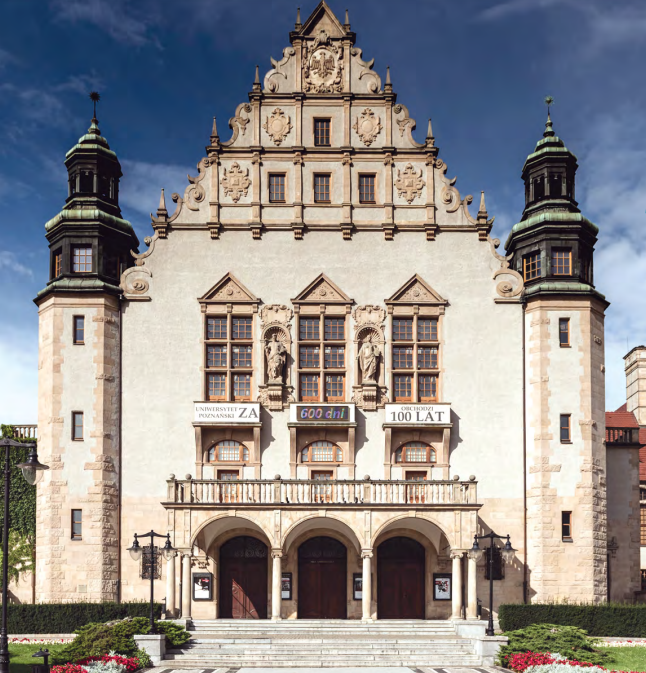 UNIWERSYTET
POZNAŃSKI ZA
600 dni
OBCHODZI
100 LAT